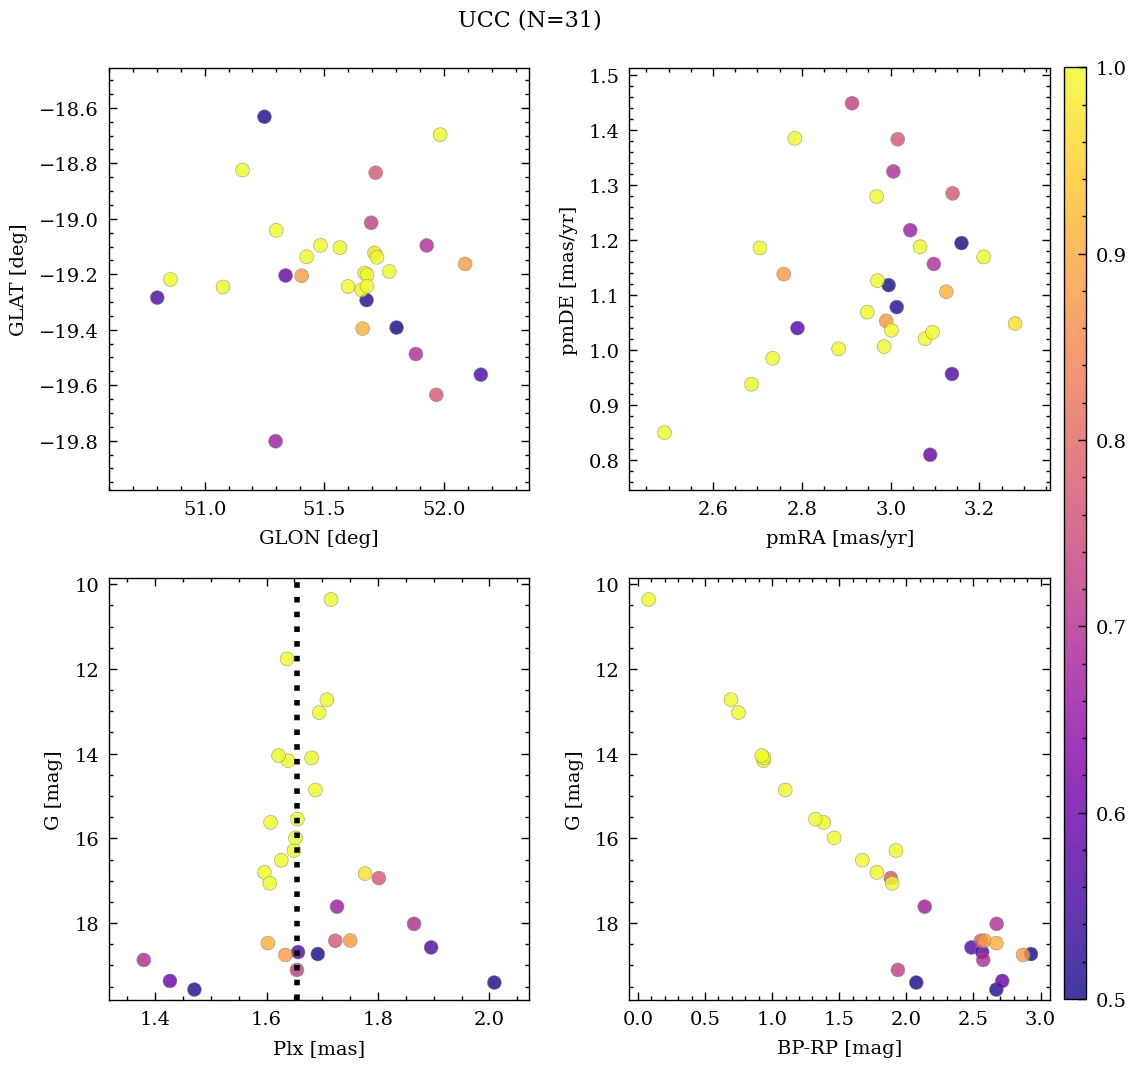 UCC (N=31)
−18.6
−18.8
−19.0
−19.2
−19.4
−19.6
−19.8
GLAT [deg]
51.0 51.5 52.0
GLON [deg]
1.5
1.4
1.3
1.2
1.1
1.0
0.9
0.8
pmDE [mas/yr]
2.6 2.8 3.0 3.2
pmRA [mas/yr]
10
12
14
16
18
G [mag]
1.4 1.6 1.8 2.0
Plx [mas]
10
12
14
16
18
G [mag]
0.0 0.5 1.0 1.5 2.0 2.5 3.0
BP-RP [mag]
1.0
0.9
0.8
0.7
0.6
0.5